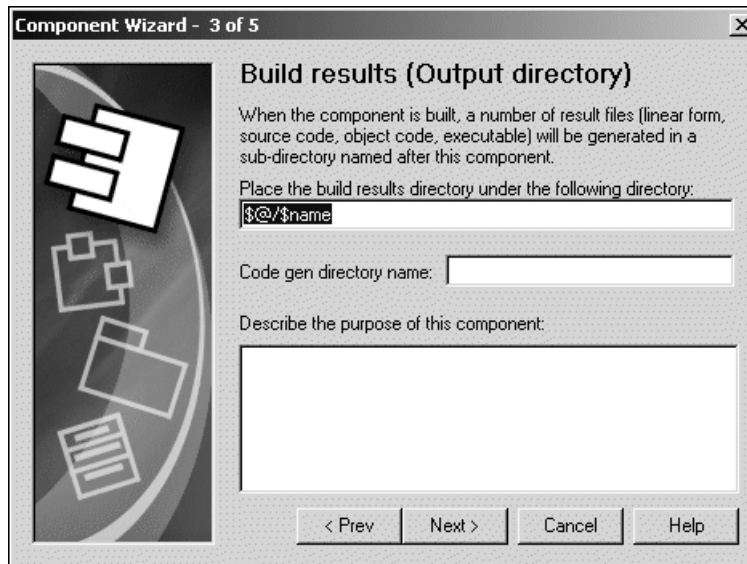 Component Wizard - 3 of 5
Build results (Output directory)
When the component is built, a number of result files (linear form,
source code, object code, executable) will be generated in a
sub-directory named after this component.
Place the build results directory under the following directory:
$@/$name
Code gen directory name:
Describe the purpose of this component:
< Prev
Next >
Cancel
Help